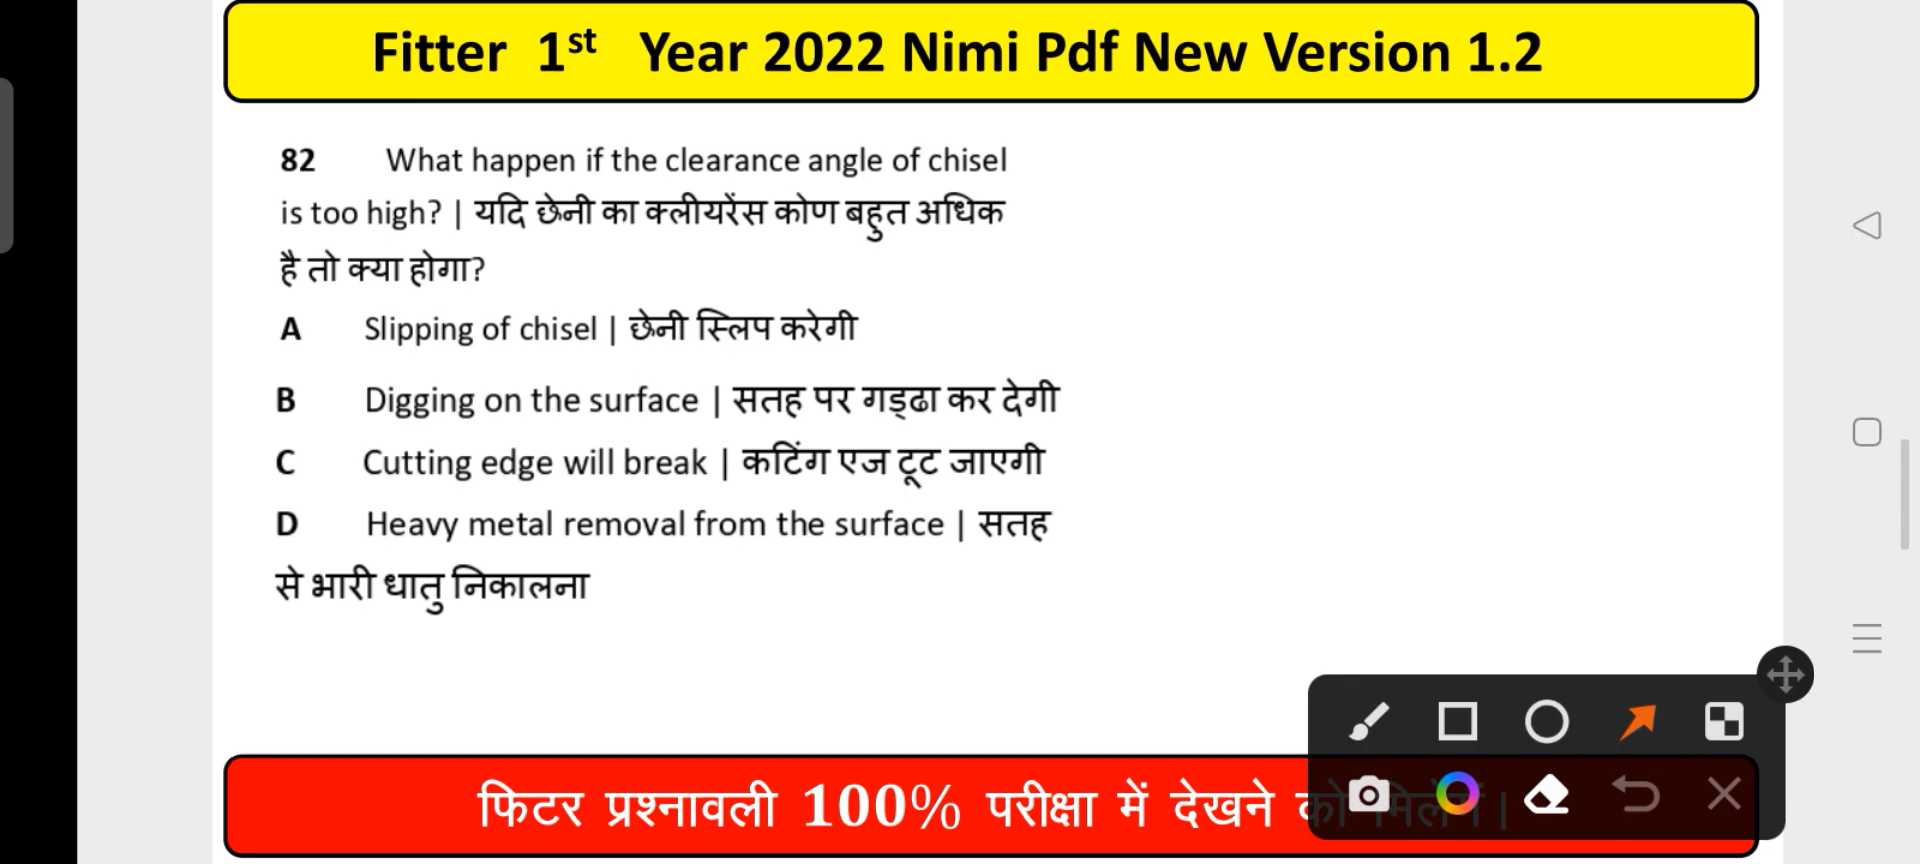 Fitter 1st Year 2022 Nimi Pdf New Version 1.2
82 What happen if the clearance angle of chisel
is too high? | यदि छेनी का क्लीयरेंस कोण बहुत अधिक
है तो क्या होगा?
A Slipping of chisel | छेनी स्लिप करेगी
B Digging on the surface | सतह पर गड्ढा कर देगी
C Cutting edge will break | कटिंग एज टूट जाएगी
D Heavy metal removal from the surface | सतह
से भारी धातु निकालना
फिटर प्रश्नावली 100% परीक्षा में देखने को मिलेंगें |